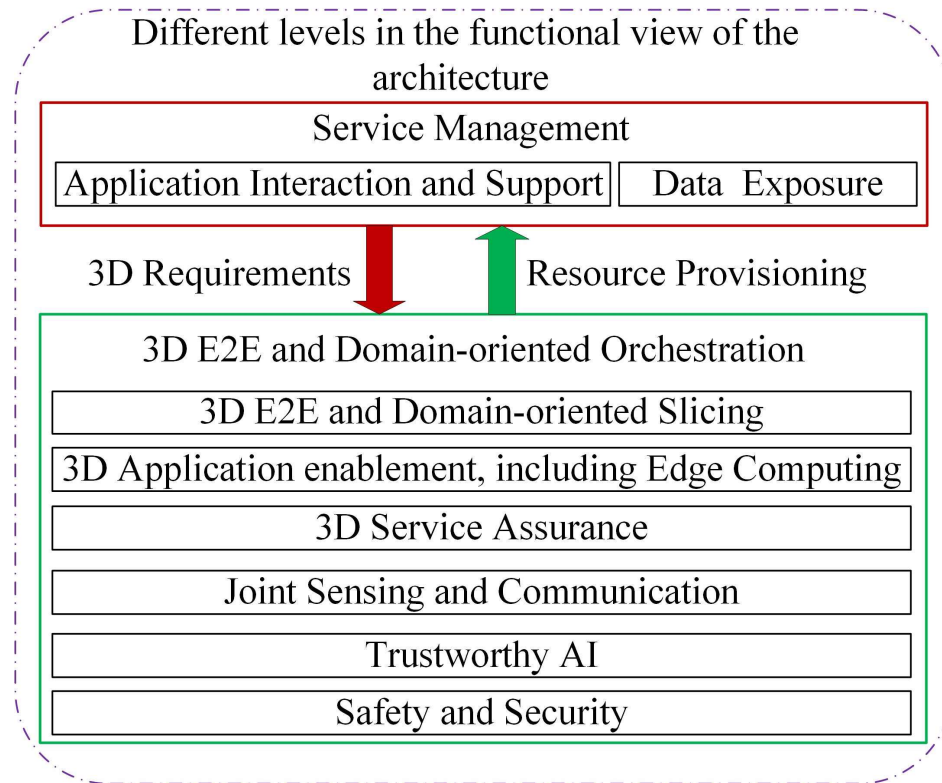 Different levels in the functional view of the
architecture
Service Management
Application Interaction and Support
Data Exposure
3D Requirements
Resource Provisioning
3D E2E and Domain-oriented Orchestration
3D E2E and Domain-oriented Slicing
3D Application enablement, including Edge Computing
3D Service Assurance
Joint Sensing and Communication
Trustworthy AI
Safety and Security